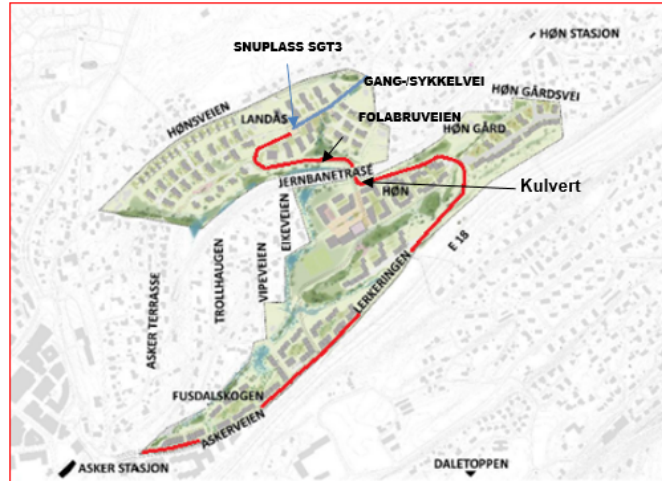 HØN STASJON
SNUPLASS SGT3
GANG-/SYKKELVEI
HØN GÅRDSVEI
HØNSVEIEN
LANDÅS
FOLABRUVEIEN
HØN GÅRD
JERNBANETRASÉ
HØN
Kulvert
EIKEVEIEN
VIPEVEIEN
TROLLHAUGEN
ASKER TERRASSE
E 18
LERKERINGEN
FUSDALSKOGEN
ASKERVEIEN
ASKER STASJON
DALETOPPEN